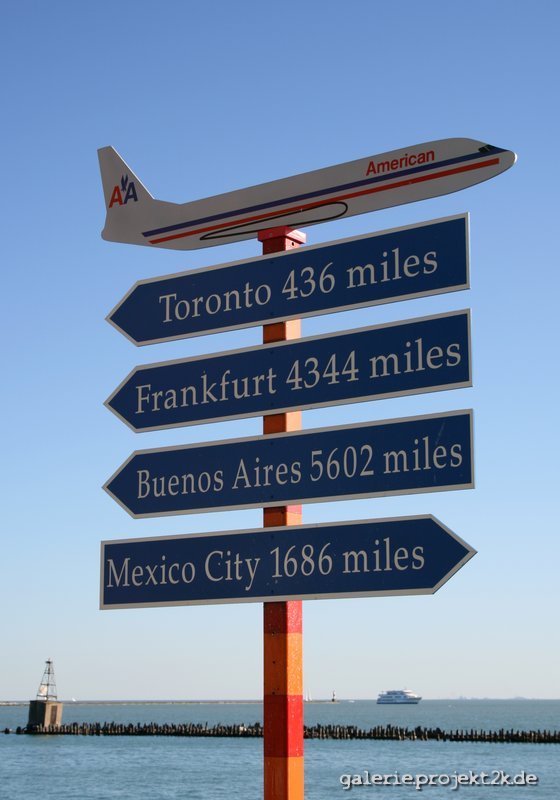 American
AA
Toronto 436 miles
Frankfurt 4344 miles
Buenos Aires 5602 miles
Mexico City 1686 miles
galerie.projekt2k.de